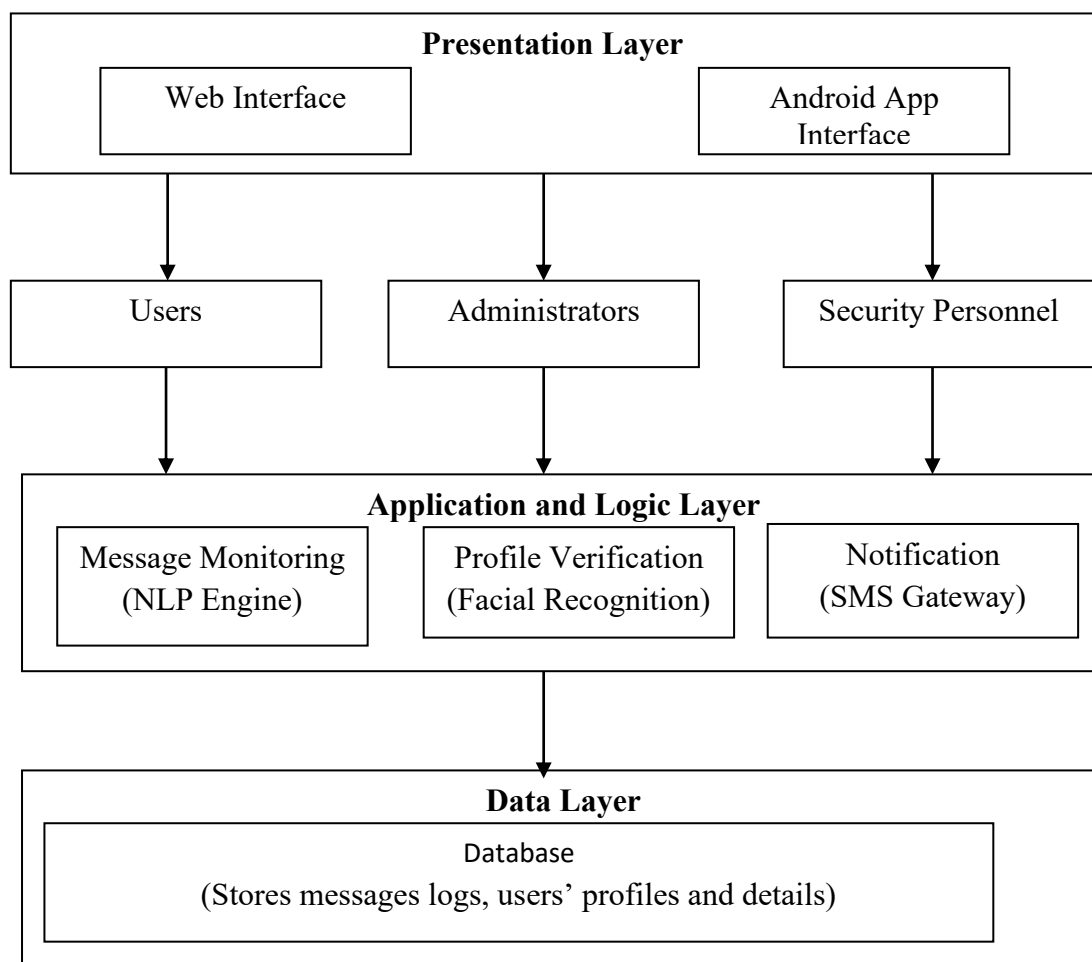 Presentation Layer
Web Interface
Android App
Interface
Users
Administrators
Security Personnel
Application and Logic Layer
Message Monitoring
(NLP Engine)
Profile Verification
(Facial Recognition)
Notification
(SMS Gateway)
Data Layer
Database
(Stores messages logs, users’ profiles and details)